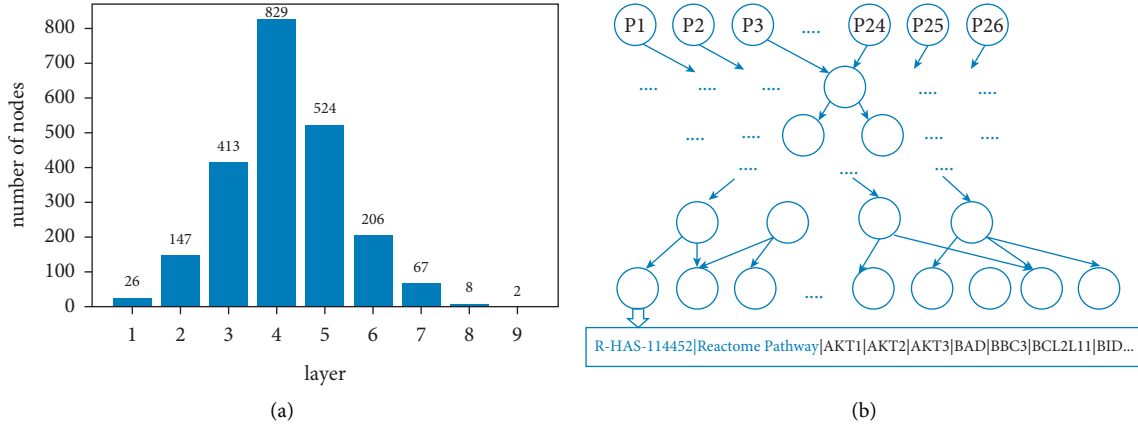 800
700
600
500
400
300
200
100
0
number of nodes
26
147
413
829
524
206
67
8
2
1 2 3 4 5 6 7 8 9
layer
(a)
P1 P2 P3 .... P24 P25 P26
.... .... .... .... ....
.... .... .... .... ....
.... .... ....
....
R-HAS-114452|Reactome Pathway|AKT1|AKT2|AKT3|BAD|BBC3|BCL2L11|BID...
(b)